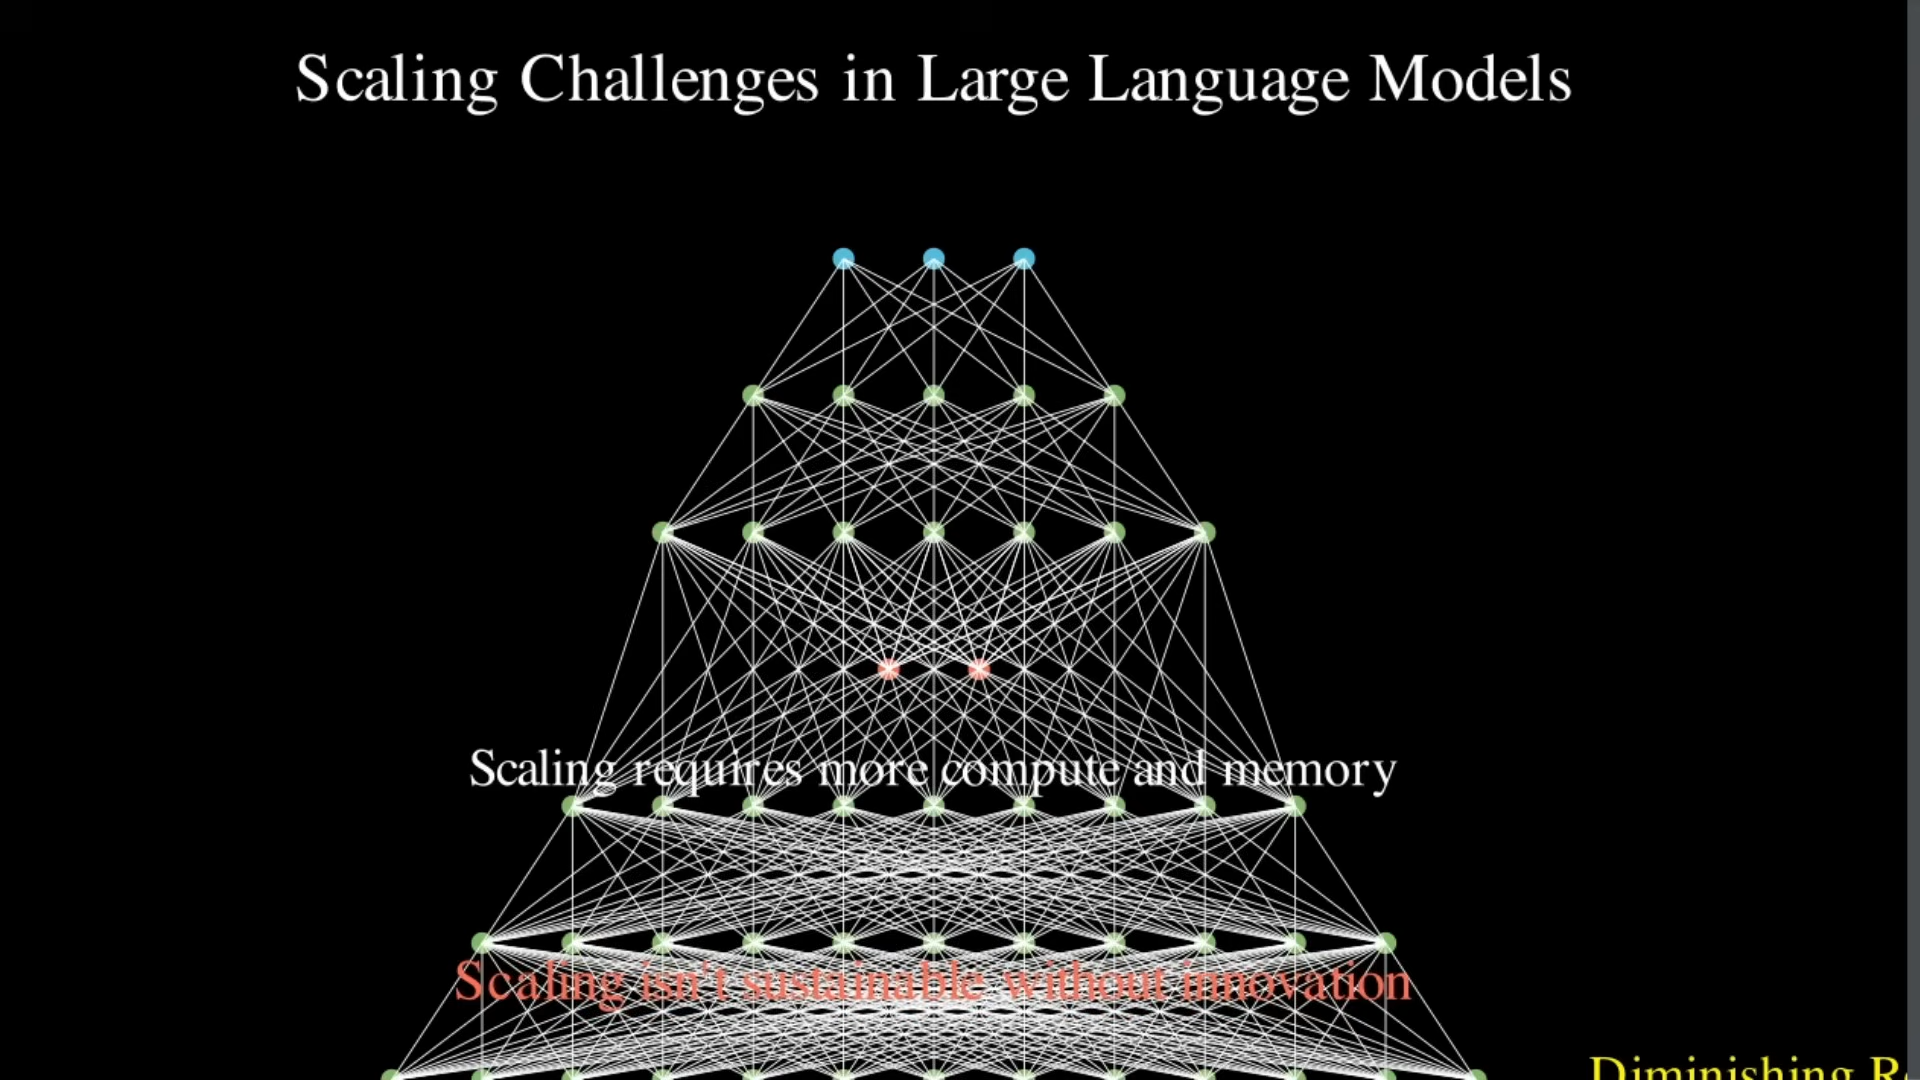 Scaling Challenges in Large Language Models
Scaling requires more compute and memory
Scaling isn't sustainable without innovation
Diminishing